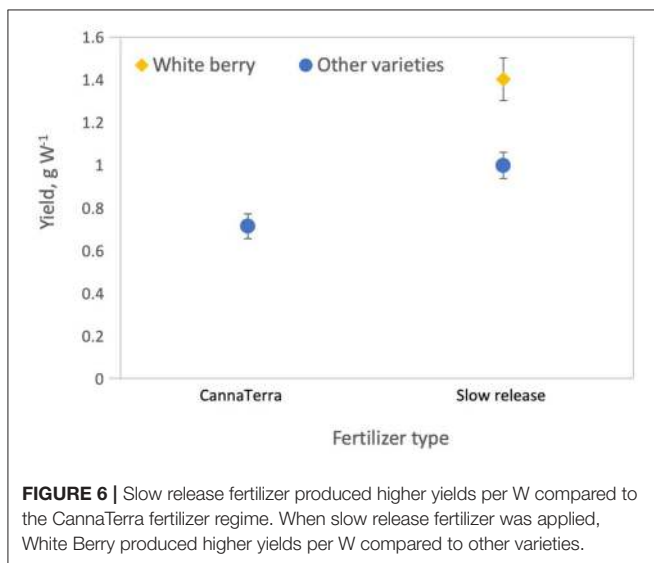 1.6
White berry Other varieties
1.4
1.2
1
0.8
0.6
0.4
0.2
0
Yield, g W⁻¹
CannaTerra Slow release
Fertilizer type
FIGURE 6 | Slow release fertilizer produced higher yields per W compared to
the CannaTerra fertilizer regime. When slow release fertilizer was applied,
White Berry produced higher yields per W compared to other varieties.